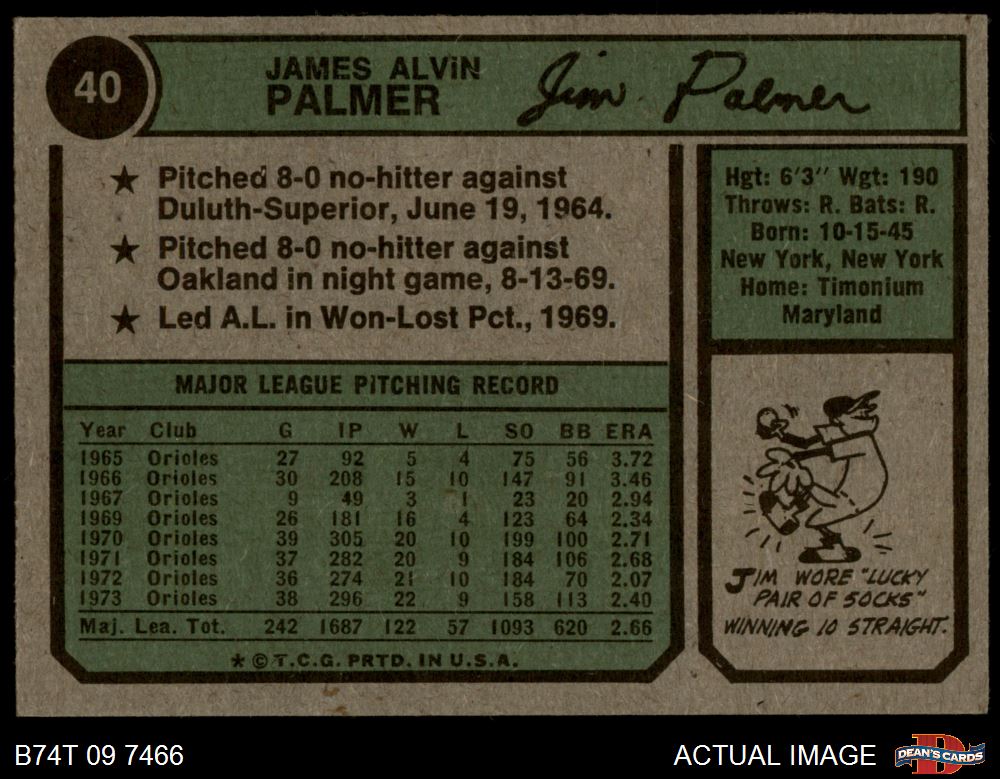 40
JAMES ALVIN
PALMER
Jim Palmer
★ Pitched 8-0 no-hitter against
Duluth-Superior, June 19, 1964.
★ Pitched 8-0 no-hitter against
Oakland in night game, 8-13-69.
★ Led A.L. in Won-Lost Pct., 1969.
Hgt: 6'3" Wgt: 190
Throws: R. Bats: R.
Born: 10-15-45
New York, New York
Home: Timonium
Maryland
MAJOR LEAGUE PITCHING RECORD
Year Club G IP W L SO BB ERA
1965 Orioles 27 92 5 4 75 56 3.72
1966 Orioles 30 208 15 10 147 91 3.46
1967 Orioles 9 49 3 1 23 20 2.94
1969 Orioles 26 181 16 4 123 64 2.34
1970 Orioles 39 305 20 10 199 100 2.71
1971 Orioles 37 282 20 9 184 106 2.68
1972 Orioles 36 274 21 10 184 70 2.07
1973 Orioles 38 296 22 9 158 113 2.40
Maj. Lea. Tot. 242 1687 122 57 1093 620 2.66
★ © T.C.G. PRTD. IN U.S.A.
JIM WORE "LUCKY
PAIR OF SOCKS"
WINNING 10 STRAIGHT.
B74T 09 7466
ACTUAL IMAGE
DEAN'S CARDS